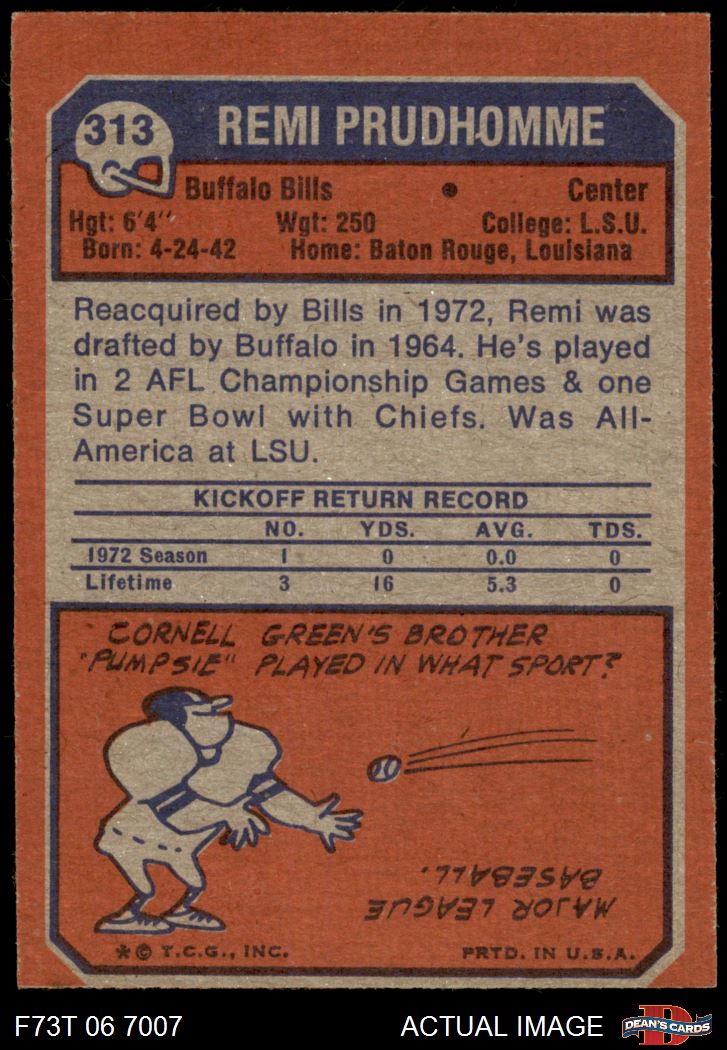 313
REMI PRUDHOMME
Buffalo Bills • Center
Hgt: 6'4" Wgt: 250 College: L.S.U.
Born: 4-24-42 Home: Baton Rouge, Louisiana
Reacquired by Bills in 1972, Remi was
drafted by Buffalo in 1964. He's played
in 2 AFL Championship Games & one
Super Bowl with Chiefs. Was All-
America at LSU.
KICKOFF RETURN RECORD
NO. YDS. AVG. TDS.
1972 Season 1 0 0.0 0
Lifetime 3 16 5.3 0
CORNELL GREEN'S BROTHER
"PUMPSIE" PLAYED IN WHAT SPORT?
MAJOR LEAGUE
BASEBALL.
* © T.C.G., INC. PRTD. IN U.S.A.
F73T 06 7007 ACTUAL IMAGE
D
DEAN'S CARDS